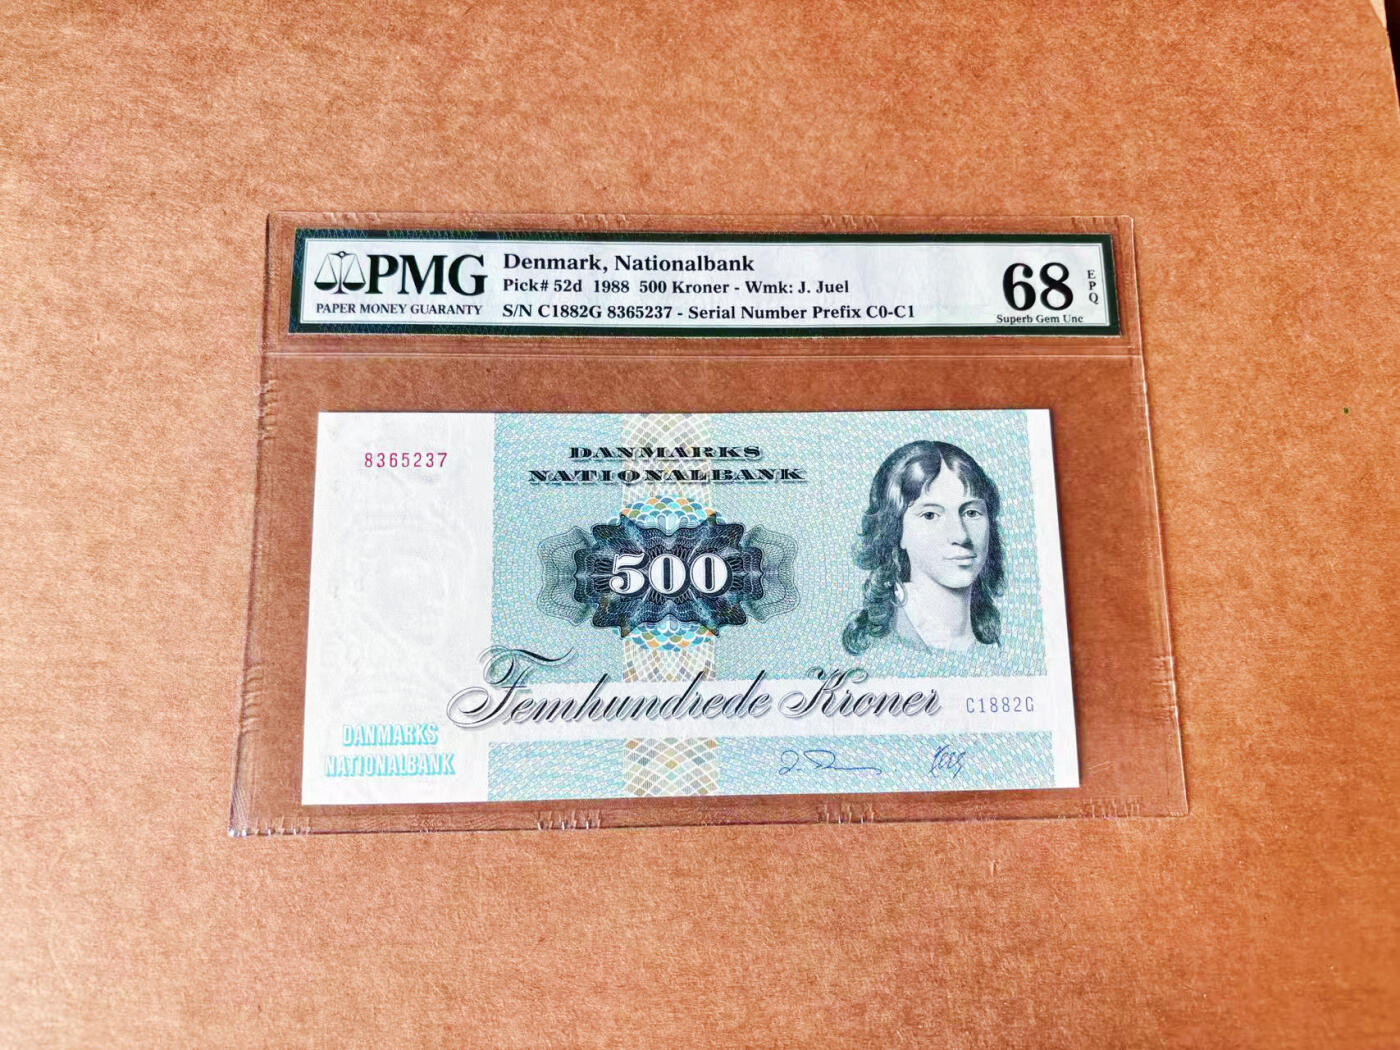 PMG
PAPER MONEY GUARANTY
Denmark, Nationalbank
Pick# 52d 1988 500 Kroner - Wmk: J. Juel
S/N C1882G 8365237 - Serial Number Prefix C0-C1
68
EPQ
Superb Gem Unc
8365237
DANMARKS
NATIONALBANK
500
Femhundrede Kroner
C1882G
DANMARKS
NATIONALBANK